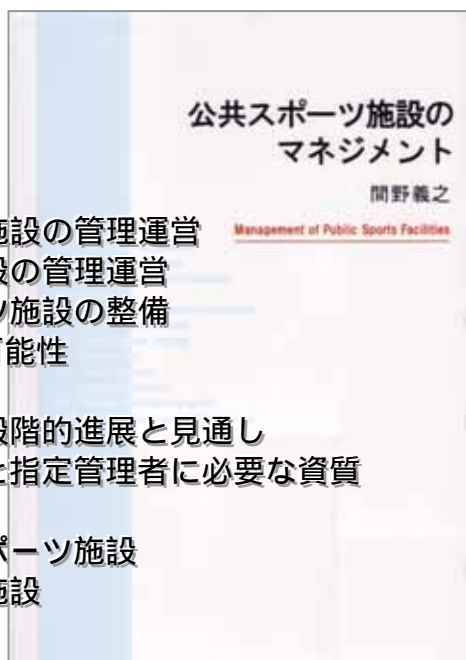 公共スポーツ施設の
マネジメント
間野義之
Management of Public Sports Facilities
施設の管理運営
設の管理運営
ツ施設の整備
可能性
段階的進展と見通し
と指定管理者に必要な資質
ポーツ施設
施設